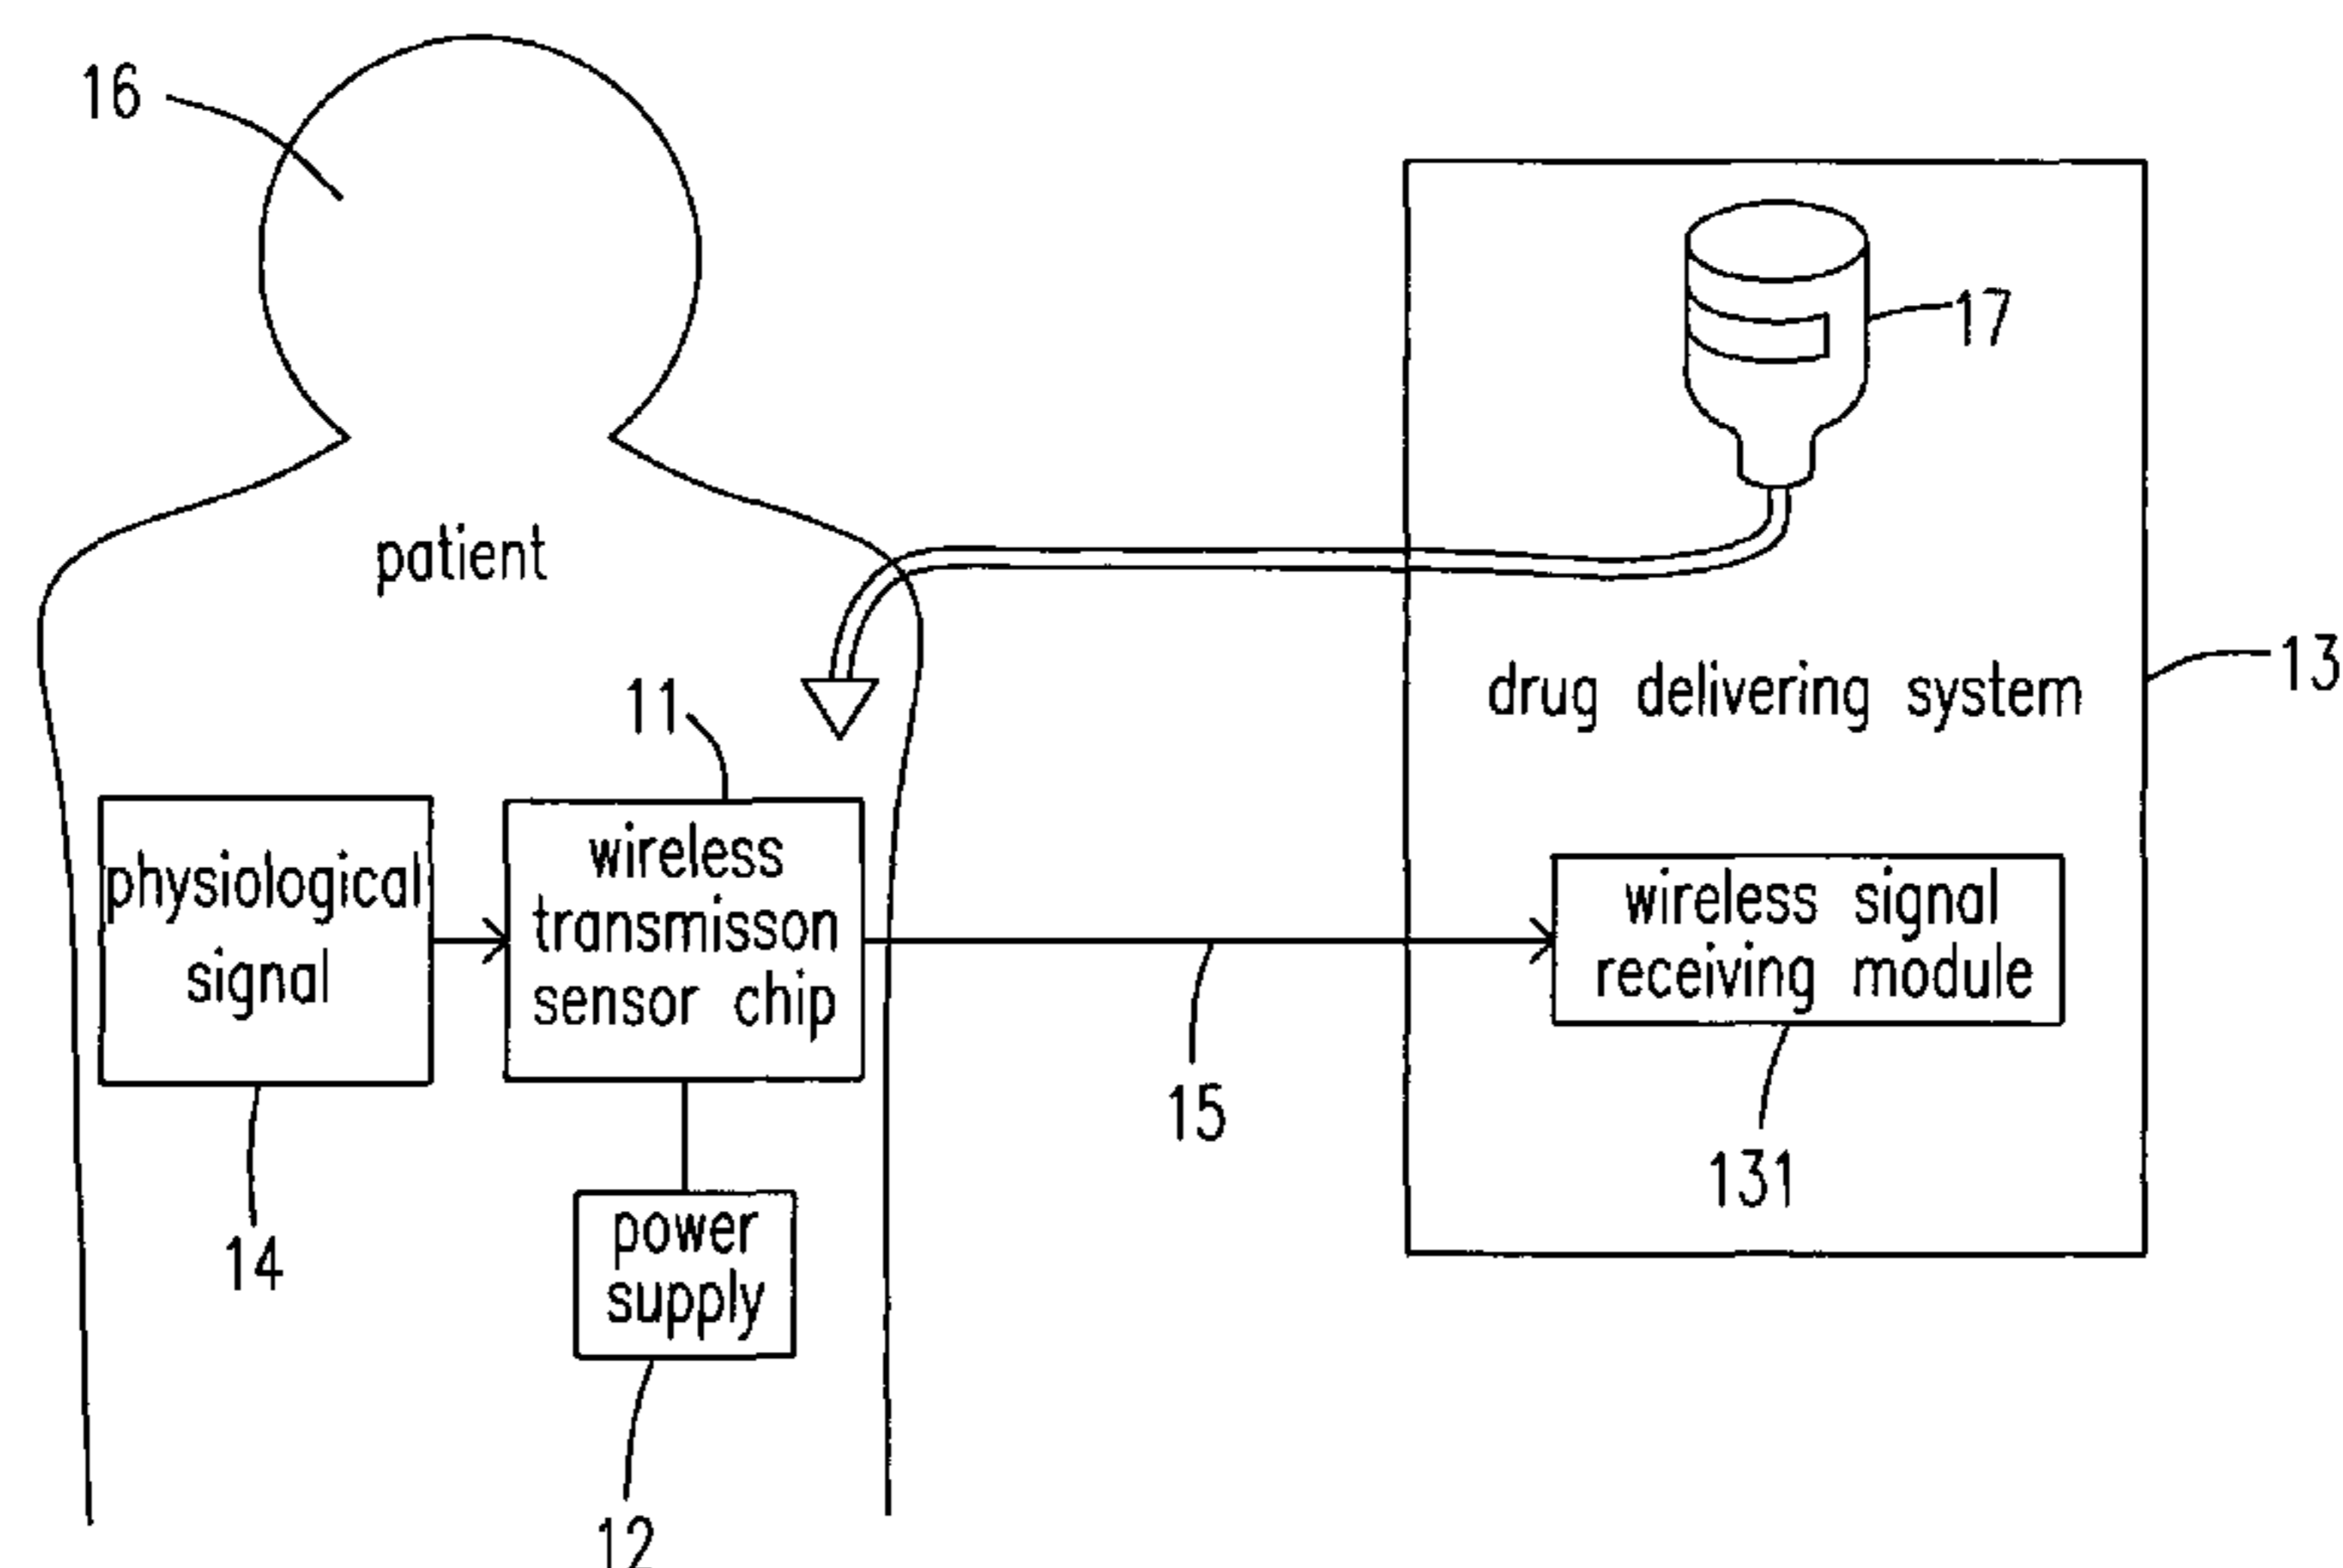 16
17
patient
13
drug delivering system
11
physiological
signal
wireless
transmisson
sensor chip
wireless signal
receiving module
15
131
14
power
supply
12